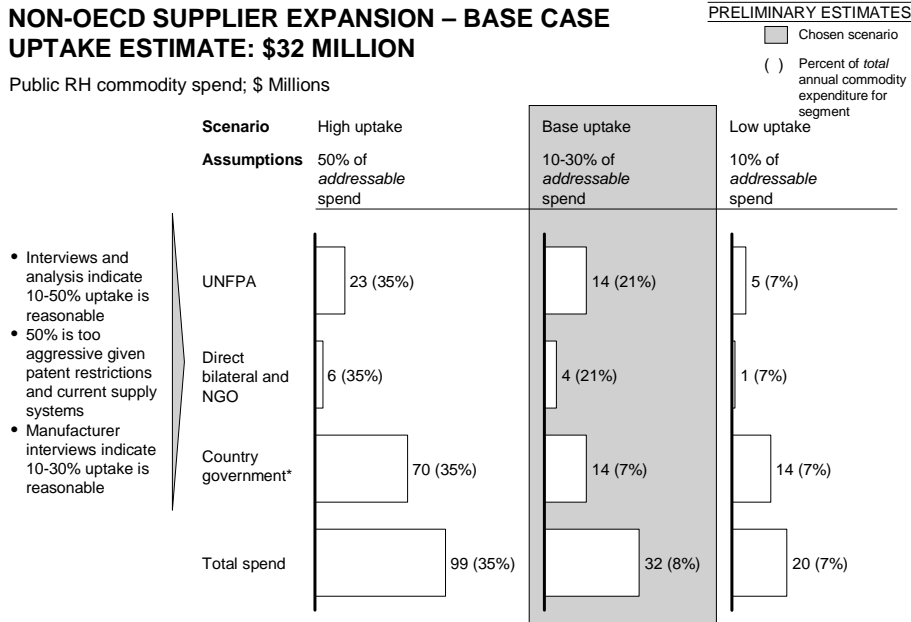 NON-OECD SUPPLIER EXPANSION – BASE CASE
UPTAKE ESTIMATE: $32 MILLION
PRELIMINARY ESTIMATES
Chosen scenario
( ) Percent of total
annual commodity
expenditure for
segment
Public RH commodity spend; $ Millions
Scenario High uptake Base uptake Low uptake
Assumptions 50% of 10-30% of 10% of
addressable addressable addressable
spend spend spend
• Interviews and
analysis indicate
10-50% uptake is
reasonable
• 50% is too
aggressive given
patent restrictions
and current supply
systems
• Manufacturer
interviews indicate
10-30% uptake is
reasonable
UNFPA 23 (35%) 14 (21%) 5 (7%)
Direct
bilateral and 6 (35%) 4 (21%) 1 (7%)
NGO
Country
government* 70 (35%) 14 (7%) 14 (7%)
Total spend 99 (35%) 32 (8%) 20 (7%)